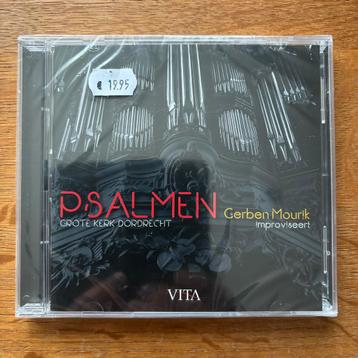 € 19.95
PSALMEN
GROTE KERK DORDRECHT
Gerben Mourik
improviseert
VITA